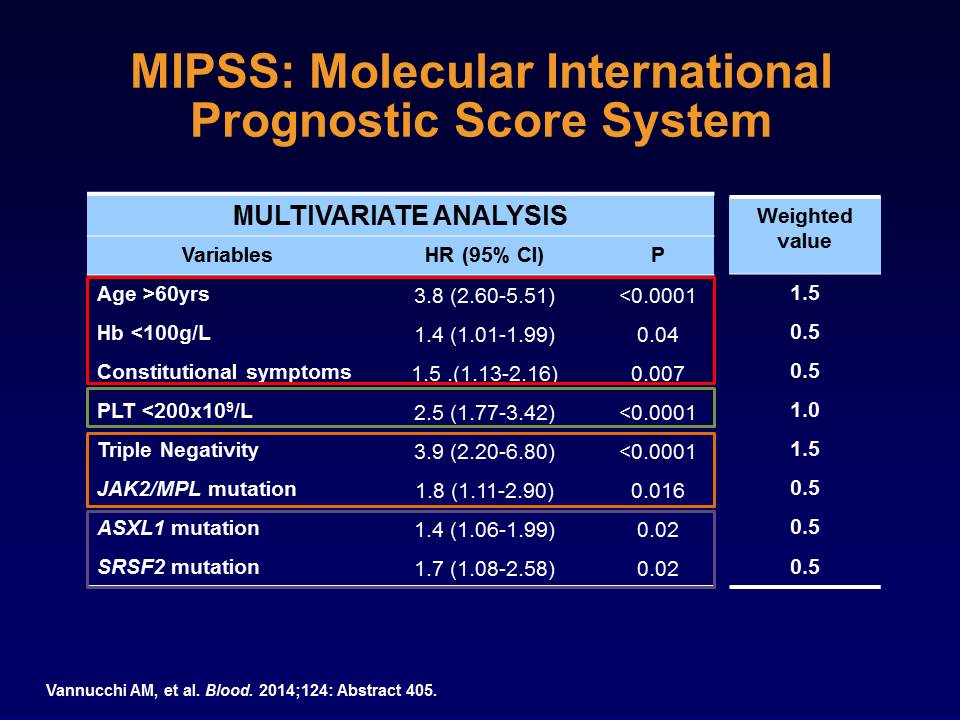 MIPSS: Molecular International
Prognostic Score System
MULTIVARIATE ANALYSIS
Weighted
value
Variables HR (95% CI) P
Age >60yrs 3.8 (2.60-5.51) <0.0001 1.5
Hb <100g/L 1.4 (1.01-1.99) 0.04 0.5
Constitutional symptoms 1.5 .(1.13-2.16) 0.007 0.5
PLT <200x10⁹/L 2.5 (1.77-3.42) <0.0001 1.0
Triple Negativity 3.9 (2.20-6.80) <0.0001 1.5
JAK2/MPL mutation 1.8 (1.11-2.90) 0.016 0.5
ASXL1 mutation 1.4 (1.06-1.99) 0.02 0.5
SRSF2 mutation 1.7 (1.08-2.58) 0.02 0.5
Vannucchi AM, et al. Blood. 2014;124: Abstract 405.